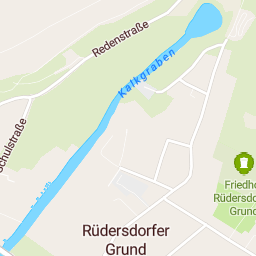 Redenstraße
Kalkgraben
Schulstraße
Friedho
Rüdersdo
Grund
Rüdersdorfer
Grund